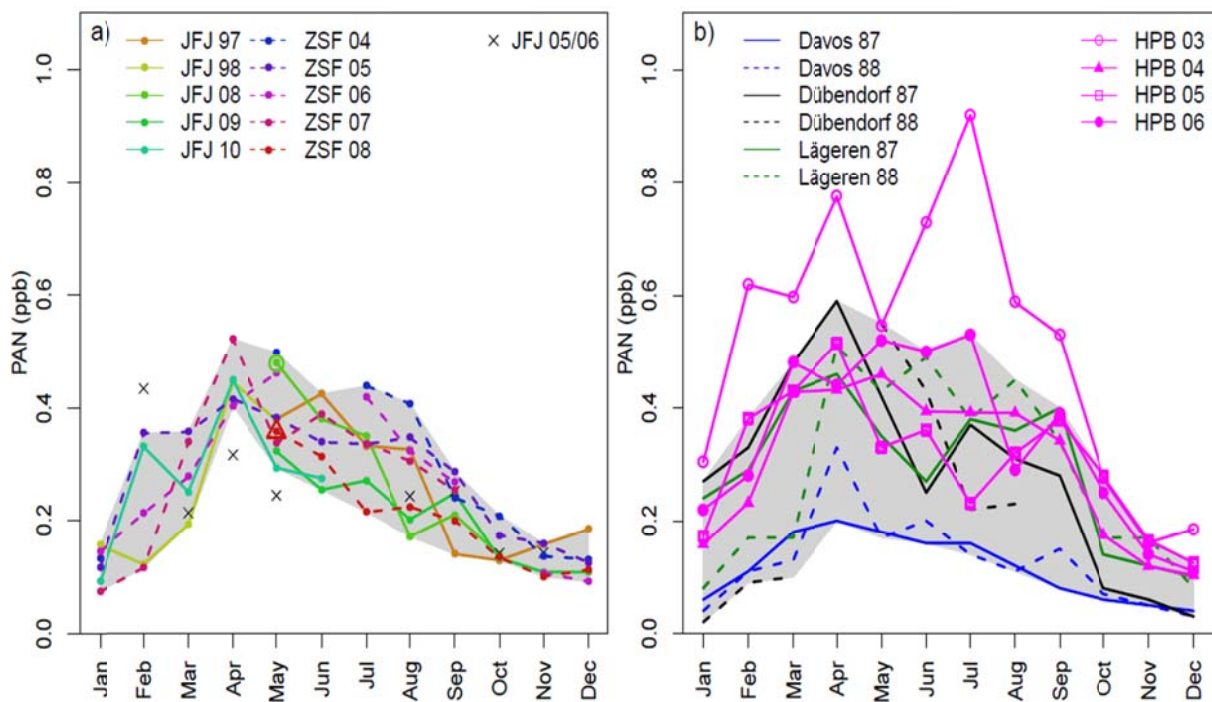 a)
JFJ 97
JFJ 98
JFJ 08
JFJ 09
JFJ 10
ZSF 04
ZSF 05
ZSF 06
ZSF 07
ZSF 08
JFJ 05/06
PAN (ppb)
1.0
0.8
0.6
0.4
0.2
0.0
Jan Feb Mar Apr May Jun Jul Aug Sep Oct Nov Dec
b)
Davos 87
Davos 88
Dübendorf 87
Dübendorf 88
Lägeren 87
Lägeren 88
HPB 03
HPB 04
HPB 05
HPB 06
PAN (ppb)
1.0
0.8
0.6
0.4
0.2
0.0
Jan Feb Mar Apr May Jun Jul Aug Sep Oct Nov Dec